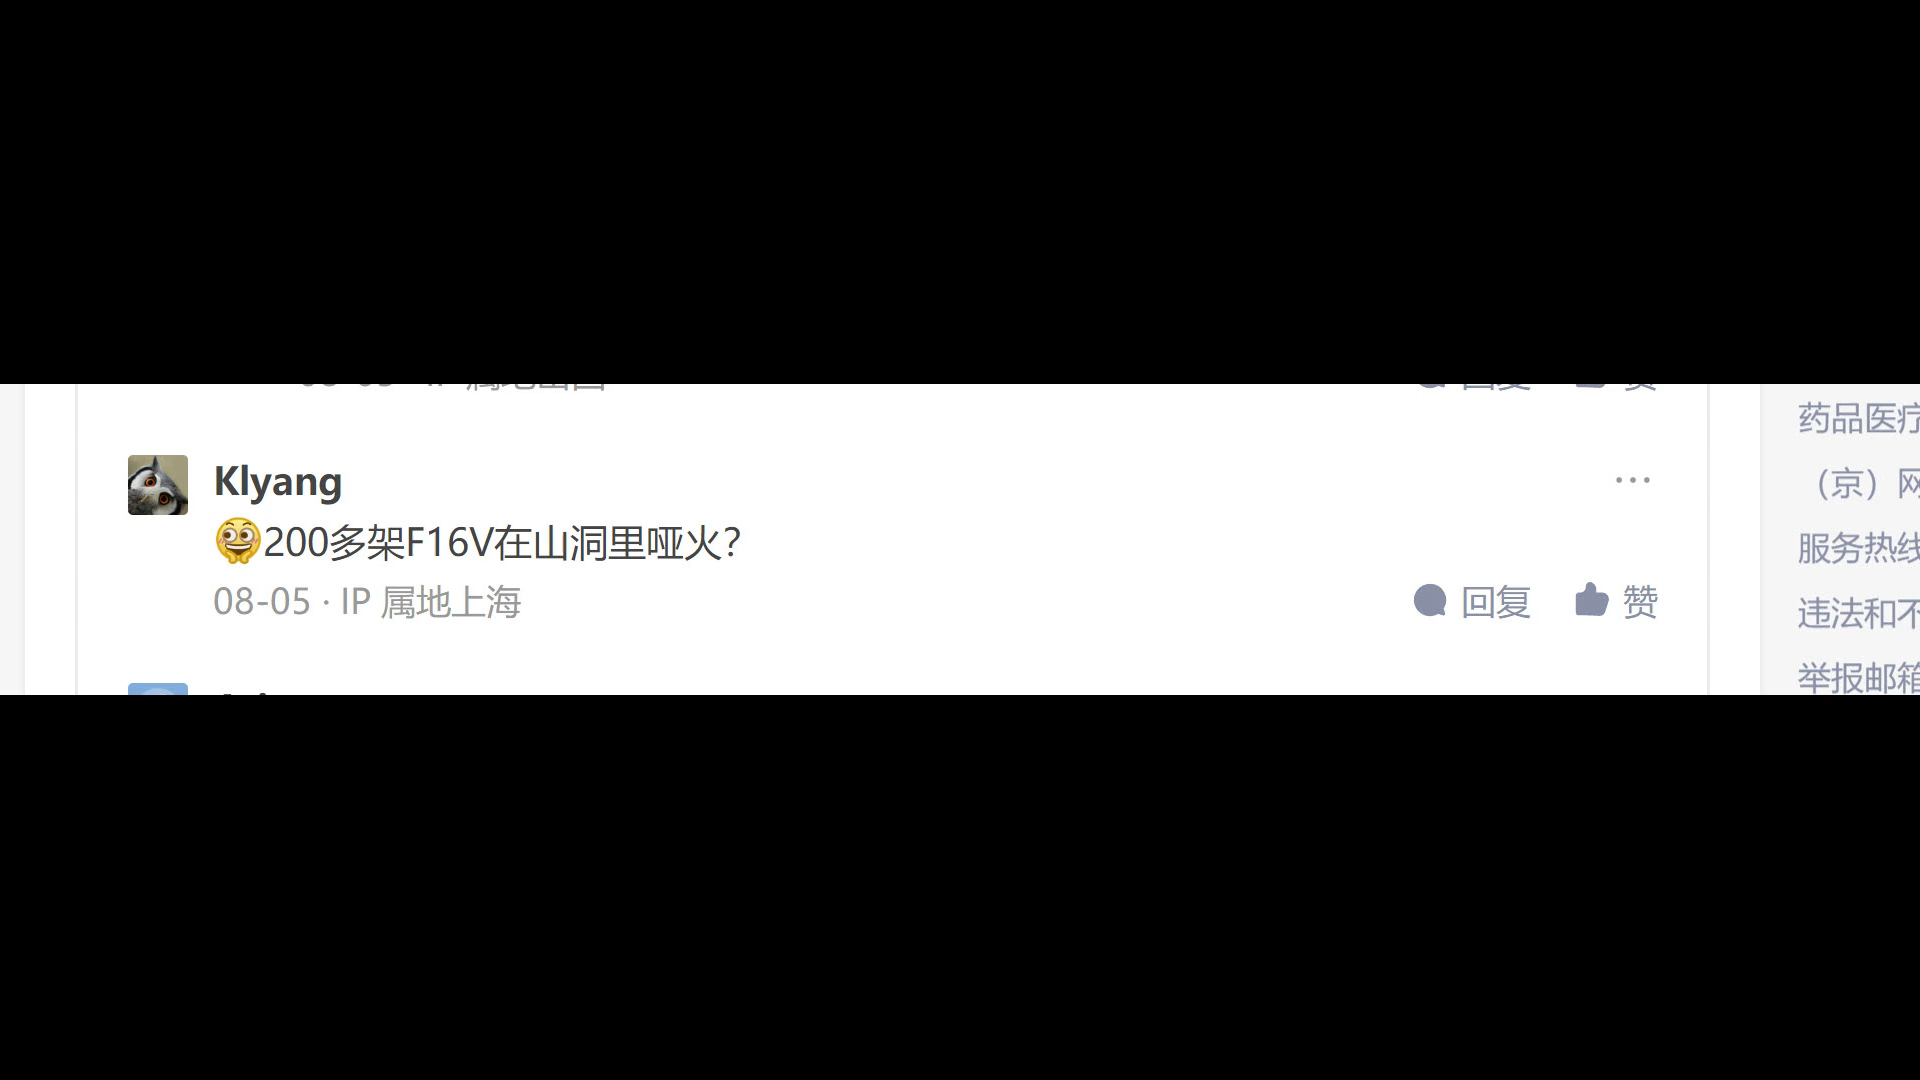 Klyang
200多架F16V在山洞里哑火?
08-05 · IP 属地上海
回复
赞
药品医疗
（京）网
服务热线
违法和不
举报邮箱